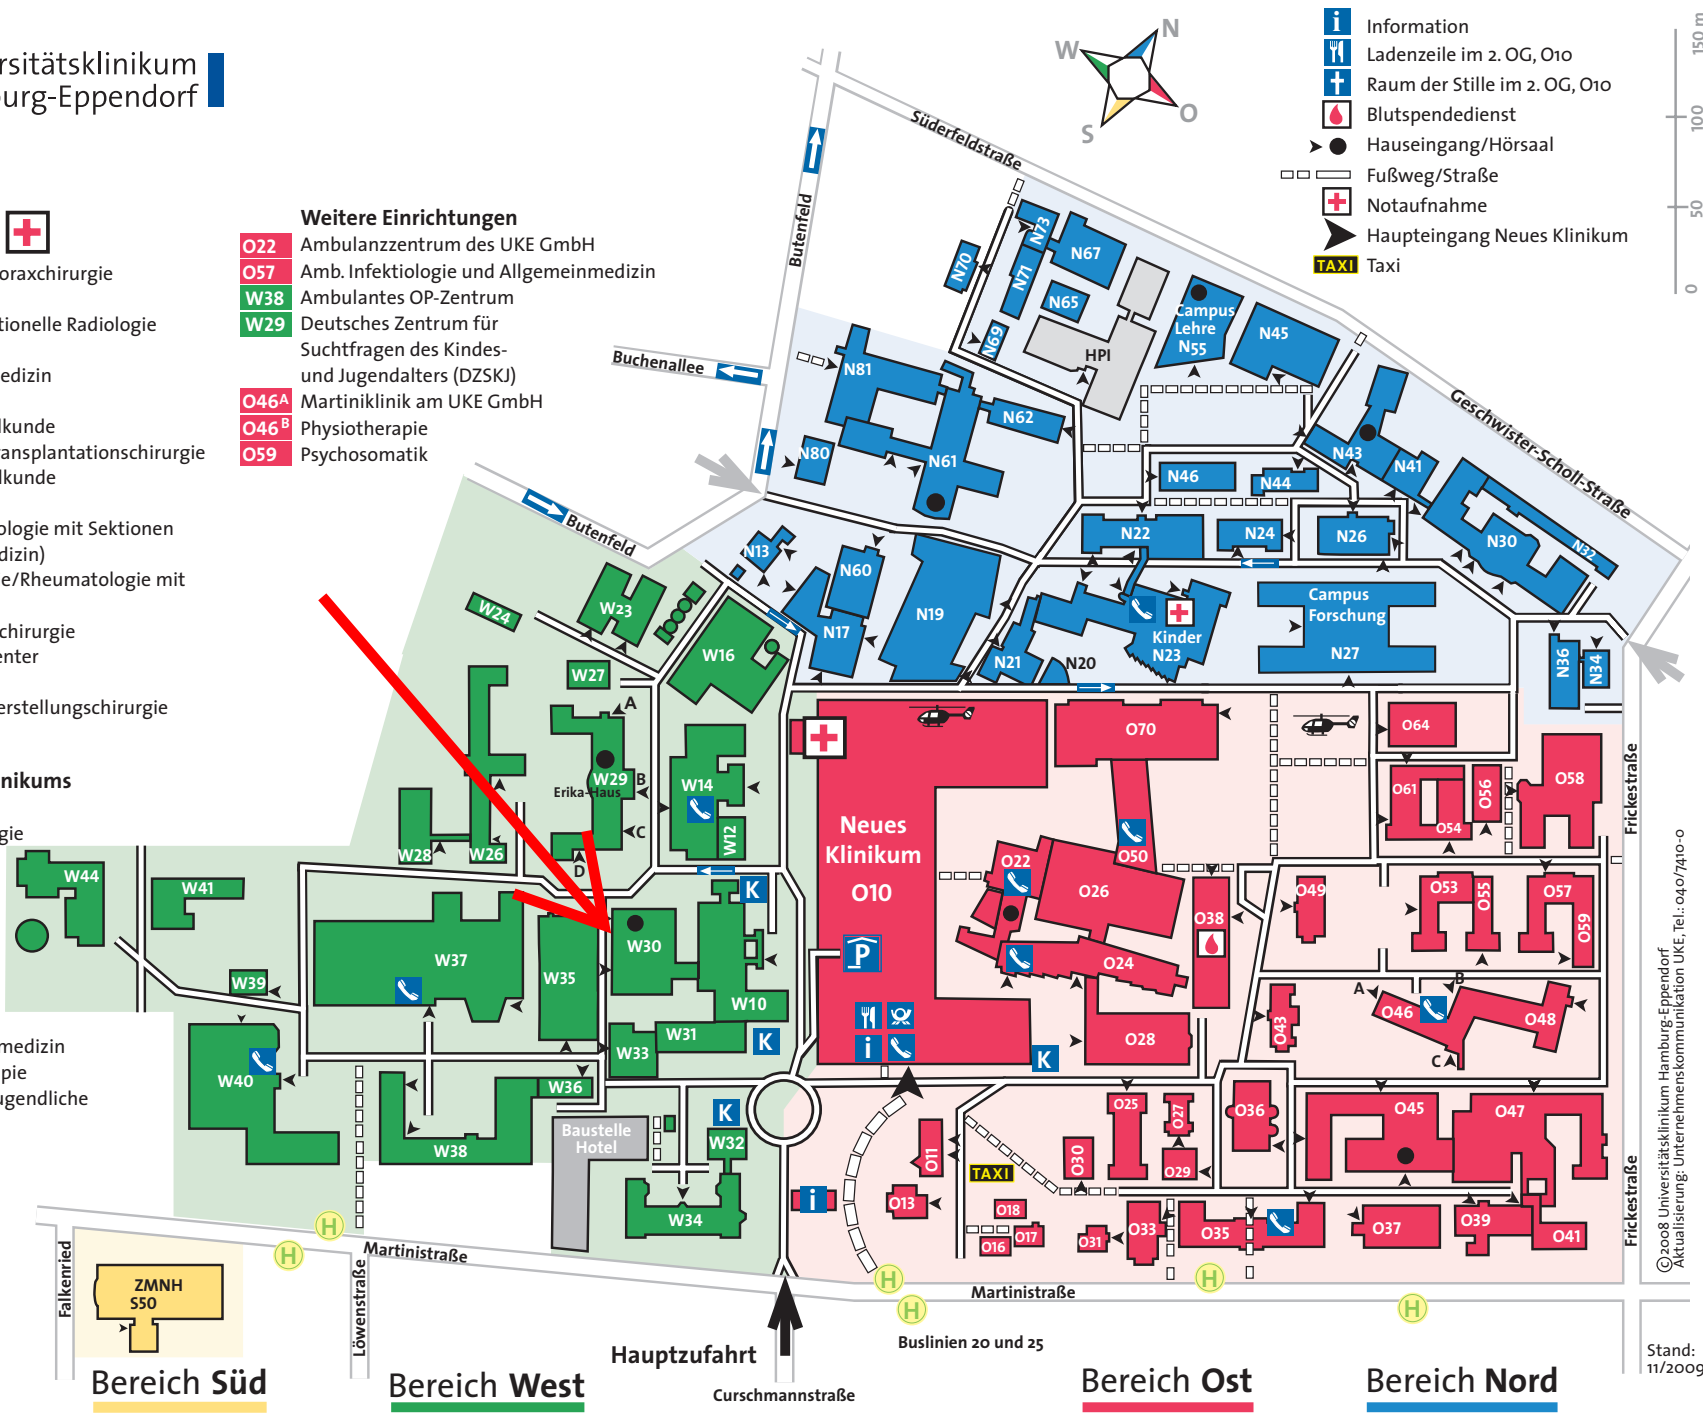 rsitätsklinikum
ourg-Eppendorf
oraxchirurgie
tionelle Radiologie
edizin
lkunde
ransplantationschirurgie
lkunde
ologie mit Sektionen
dizin)
e/Rheumatologie mit
chirurgie
enter
erstellungschirurgie
inikums
gie
medizin
pie
ugendliche
Weitere Einrichtungen
O22 Ambulanzzentrum des UKE GmbH
O57 Amb. Infektiologie und Allgemeinmedizin
W38 Ambulantes OP-Zentrum
W29 Deutsches Zentrum für
Suchtfragen des Kindes-
und Jugendalters (DZSKJ)
O46A Martiniklinik am UKE GmbH
O46B Physiotherapie
O59 Psychosomatik
N
W
O
S
i Information
Ladenzeile im 2. OG, O10
Raum der Stille im 2. OG, O10
Blutspendedienst
Hauseingang/Hörsaal
Fußweg/Straße
Notaufnahme
Haupteingang Neues Klinikum
TAXI Taxi
150 m
100
50
0
Süderfeldstraße
Butenfeld
Buchenallee
Butenfeld
Geschwister-Scholl-Straße
N73
N67
N70
N71
N65
N69
HPI
Campus
Lehre
N55
N45
N81
N62
N80
N61
N43
N41
N46
N44
N22
N24
N26
N30
N32
N13
N60
N19
N17
N21
N20
Kinder
N23
Campus
Forschung
N27
N36
N34
W24
W23
W16
W27
A
W29
B
Erika-Haus
C
D
W14
W12
W28
W26
W44
W41
K
W37
W35
W30
W39
W10
W31
W33
K
W40
W36
W38
Baustelle
Hotel
K
W32
W34
Neues
Klinikum
O10
P
i
K
O70
O64
O61
O54
O56
O58
O22
O50
O26
O38
O49
O53
O55
O57
O59
O24
O28
O43
A
B
O46
O48
C
O25
O27
O36
O45
O47
O11
TAXI
O30
O29
i
O13
O18
O17
O16
O31
O33
O35
O37
O39
O41
Frickestraße
Frickestraße
©2008 Universitätsklinikum Hamburg-Eppendorf
Aktualisierung: Unternehmenskommunikation UKE, Tel.: 040/7410-0
H
H
H
H
H
H
Martinistraße
Martinistraße
Falkenried
Löwenstraße
ZMNH
S50
Buslinien 20 und 25
Hauptzufahrt
Curschmannstraße
Stand:
11/2009
Bereich Süd
Bereich West
Bereich Ost
Bereich Nord